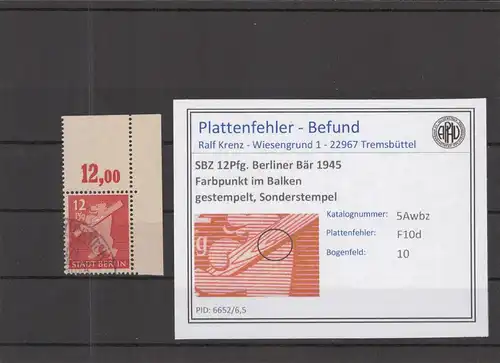 12,00
12
Pfg
STADT BERLIN
Plattenfehler - Befund
Ralf Krenz - Wiesengrund 1 - 22967 Tremsbüttel
SBZ 12Pfg. Berliner Bär 1945
Farbpunkt im Balken
gestempelt, Sonderstempel
Katalognummer: 5Awbz
Plattenfehler: F10d
Bogenfeld: 10
PID: 6652/6,5